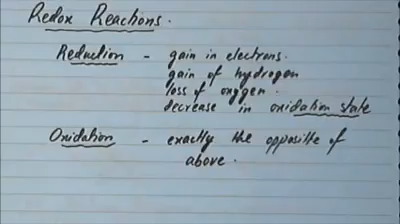 Redox Reactions.
Reduction - gain in electrons.
gain of hydrogen
loss of oxygen.
decrease in oxidation state
Oxidation - exactly the oppositte of
above.